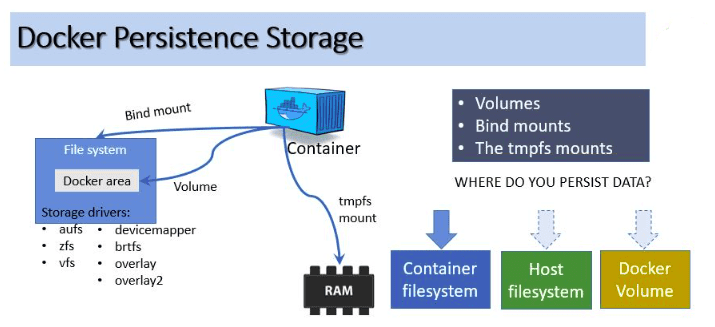 Docker Persistence Storage
Bind mount
File system
Docker area
Volume
Container
tmpfs
mount
RAM
Storage drivers:
• aufs
• zfs
• vfs
• devicemapper
• brtfs
• overlay
• overlay2
• Volumes
• Bind mounts
• The tmpfs mounts
WHERE DO YOU PERSIST DATA?
Container
filesystem
Host
filesystem
Docker
Volume